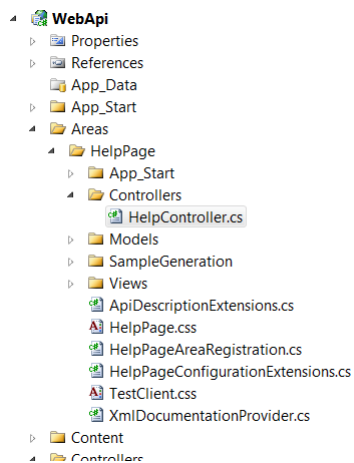 WebApi
Properties
References
App_Data
App_Start
Areas
HelpPage
App_Start
Controllers
HelpController.cs
Models
SampleGeneration
Views
ApiDescriptionExtensions.cs
HelpPage.css
HelpPageAreaRegistration.cs
HelpPageConfigurationExtensions.cs
TestClient.css
XmlDocumentationProvider.cs
Content
Controllers